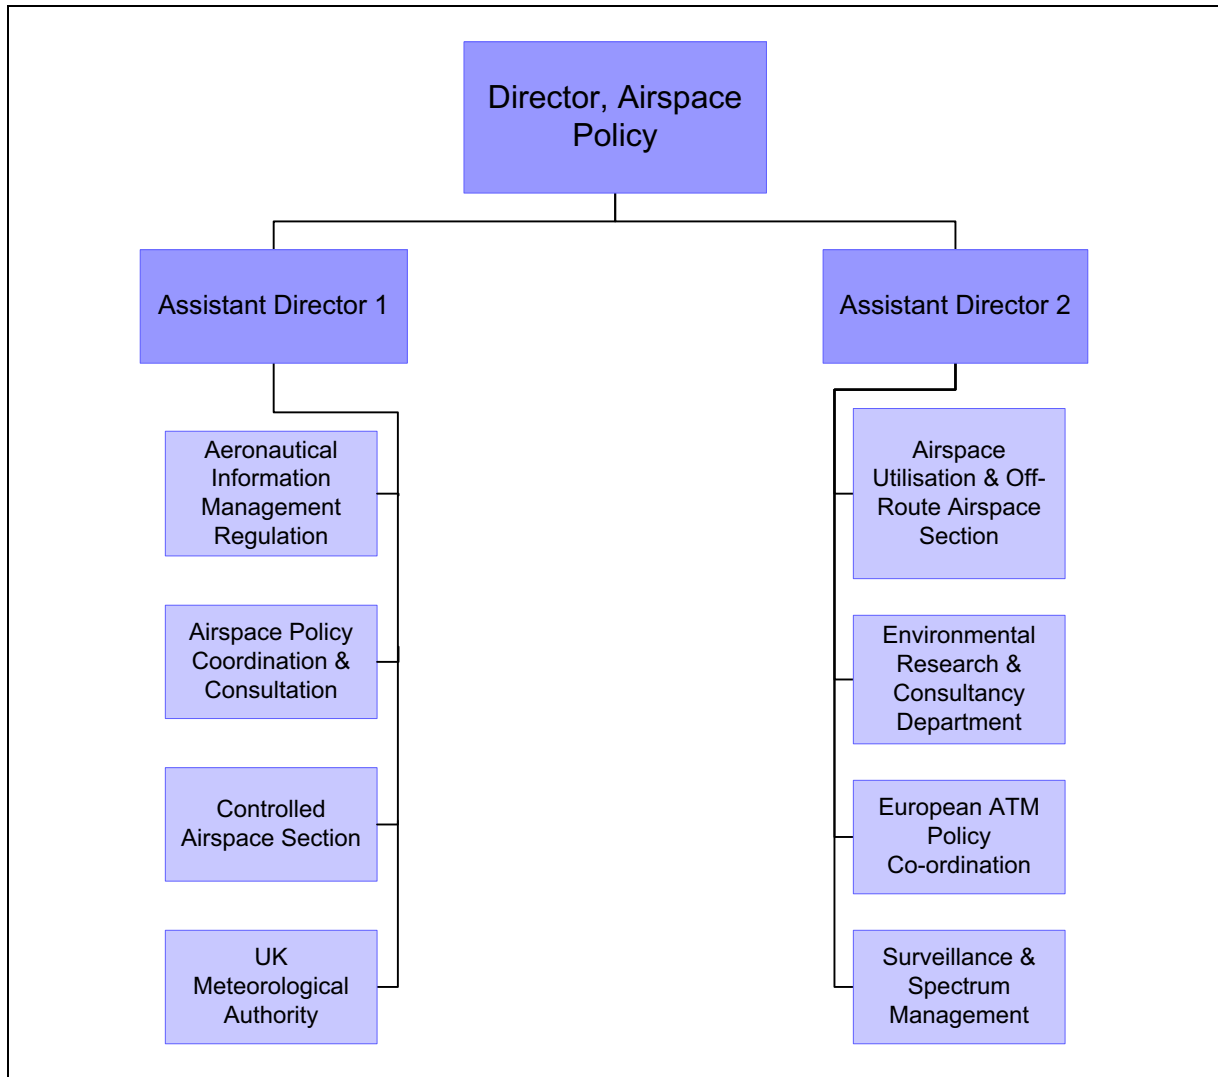 Director, Airspace
Policy
Assistant Director 1
Assistant Director 2
Aeronautical
Information
Management
Regulation
Airspace Policy
Coordination &
Consultation
Controlled
Airspace Section
UK
Meteorological
Authority
Airspace
Utilisation & Off-
Route Airspace
Section
Environmental
Research &
Consultancy
Department
European ATM
Policy
Co-ordination
Surveillance &
Spectrum
Management